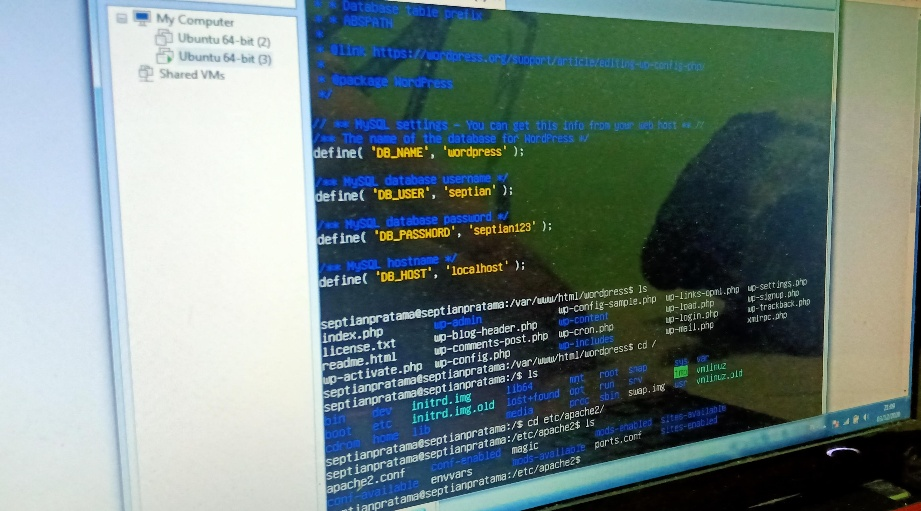 My Computer
Ubuntu 64-bit (2)
Ubuntu 64-bit (3)
Shared VMs
* * Database table prefix
* * ABSPATH
*
* @link https://wordpress.org/support/article/editing-wp-config-php/
*
* @package WordPress
*/
// ** MySQL settings - You can get this info from your web host ** //
/** The name of the database for WordPress */
define( 'DB_NAME', 'wordpress' );
/** MySQL database username */
define( 'DB_USER', 'septian' );
/** MySQL database password */
define( 'DB_PASSWORD', 'septian123' );
/** MySQL hostname */
define( 'DB_HOST', 'localhost' );
septianpratama@septianpratama:/var/www/html/wordpress$ ls
index.php wp-admin wp-config-sample.php wp-links-opml.php wp-settings.php
license.txt wp-blog-header.php wp-content wp-load.php wp-signup.php
readme.html wp-comments-post.php wp-cron.php wp-login.php wp-trackback.php
wp-activate.php wp-config.php wp-includes wp-mail.php xmlrpc.php
septianpratama@septianpratama:/var/www/html/wordpress$ cd /
septianpratama@septianpratama:/$ ls
bin dev initrd.img lib64 mnt root snap sys var
boot etc initrd.img.old lost+found opt run srv tmp vmlinuz
cdrom home lib media proc sbin swap.img usr vmlinuz.old
septianpratama@septianpratama:/$ cd etc/apache2/
septianpratama@septianpratama:/etc/apache2$ ls
apache2.conf conf-enabled magic mods-enabled sites-available
conf-available envvars mods-available ports.conf sites-enabled
septianpratama@septianpratama:/etc/apache2$